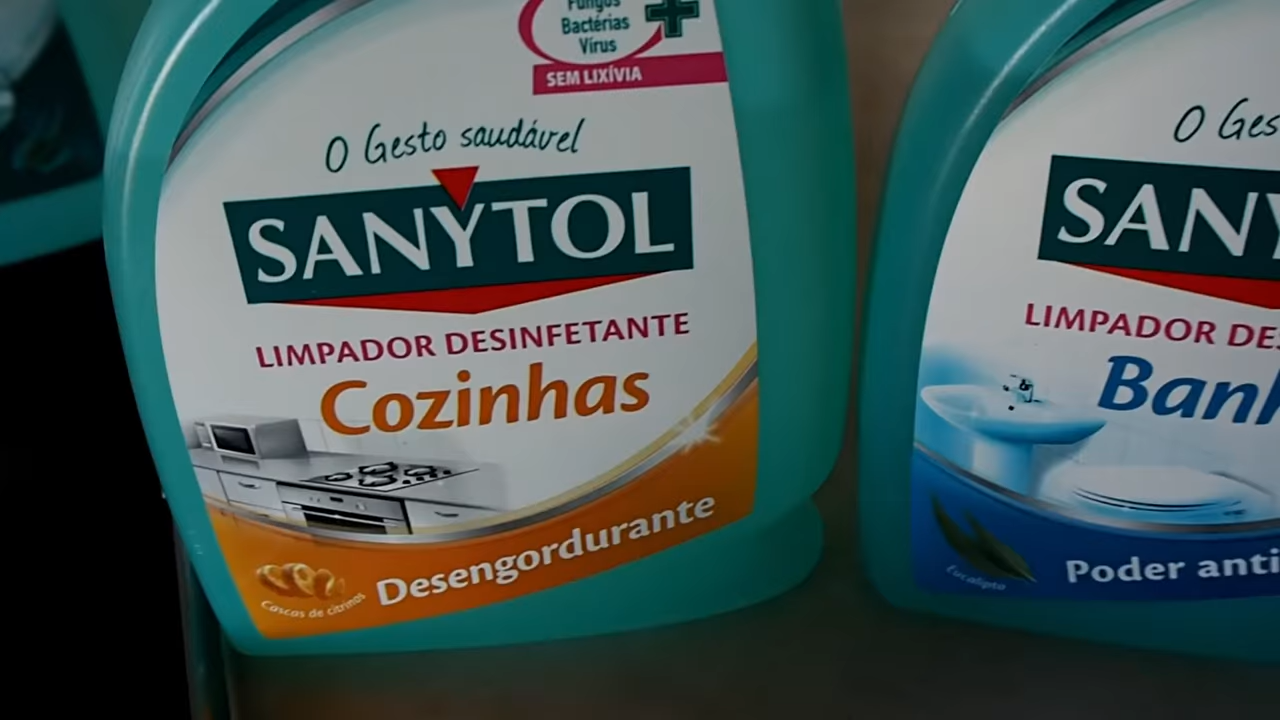 Fungos
Bactérias
Vírus
SEM LIXÍVIA
O Gesto saudável
SANYTOL
LIMPADOR DESINFETANTE
Cozinhas
Desengordurante
Cascas de citrinos
O Ges
SANY
LIMPADOR DES
Banh
Poder anti
Eucalipto